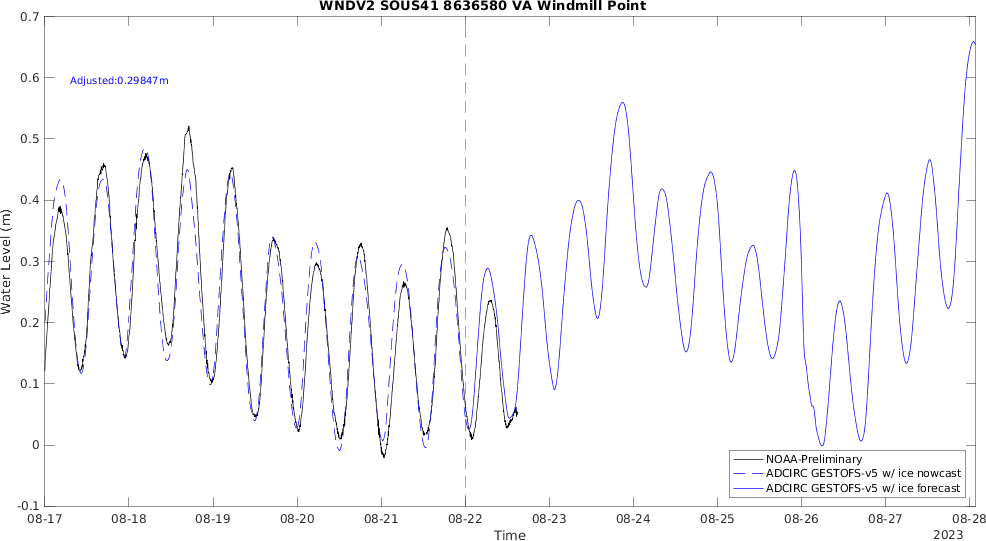 WNDV2 SOUS41 8636580 VA Windmill Point
0.7
0.6
0.5
0.4
0.3
0.2
0.1
0
-0.1
Water Level (m)
Adjusted:0.29847m
NOAA-Preliminary
ADCIRC GESTOFS-v5 w/ ice nowcast
ADCIRC GESTOFS-v5 w/ ice forecast
08-17 08-18 08-19 08-20 08-21 08-22 08-23 08-24 08-25 08-26 08-27 08-28
Time
2023